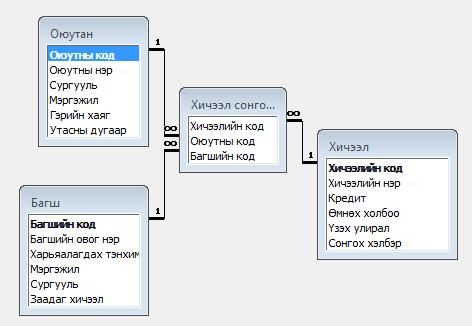 Оюутан
Оюутны код
Оюутны нэр
Сургууль
Мэргэжил
Гэрийн хаяг
Утасны дугаар
1
∞
∞
1
Хичээл сонго...
Хичээлийн код
Оюутны код
Багшийн код
∞
1
Хичээл
Хичээлийн код
Хичээлийн нэр
Кредит
Өмнөх холбоо
Үзэх улирал
Сонгох хэлбэр
Багш
Багшийн код
Багшийн овог нэр
Харьяалагдах тэнхим
Мэргэжил
Сургууль
Заадаг хичээл